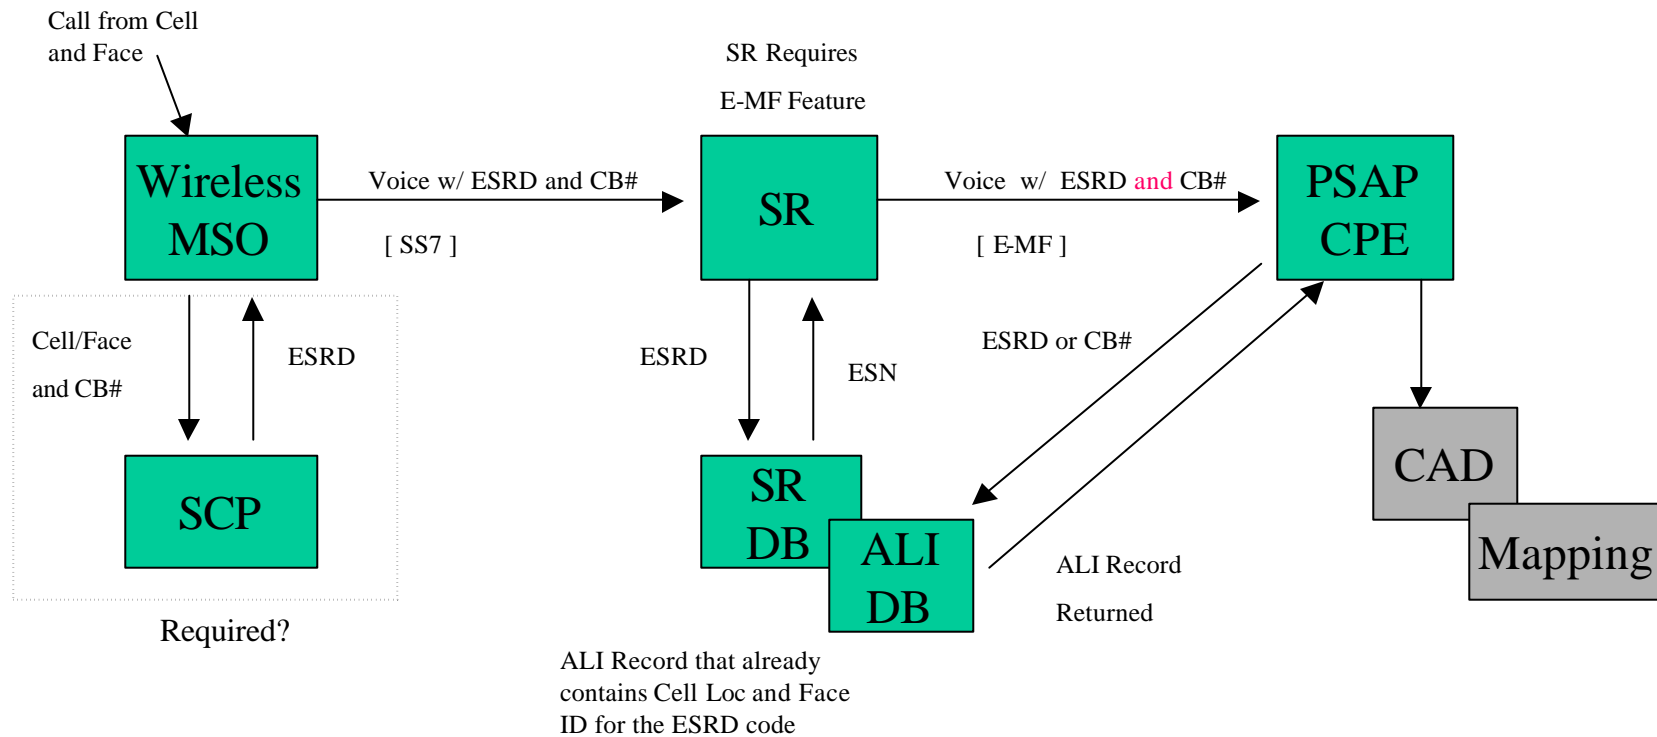 Call from Cell
and Face
SR Requires
E-MF Feature
Wireless
MSO
Voice w/ ESRD and CB#
[ SS7 ]
SR
Voice w/ ESRD and CB#
[ E-MF ]
PSAP
CPE
Cell/Face
and CB#
ESRD
ESRD
ESN
ESRD or CB#
SCP
SR
DB
ALI
DB
CAD
Mapping
ALI Record
Returned
Required?
ALI Record that already
contains Cell Loc and Face
ID for the ESRD code